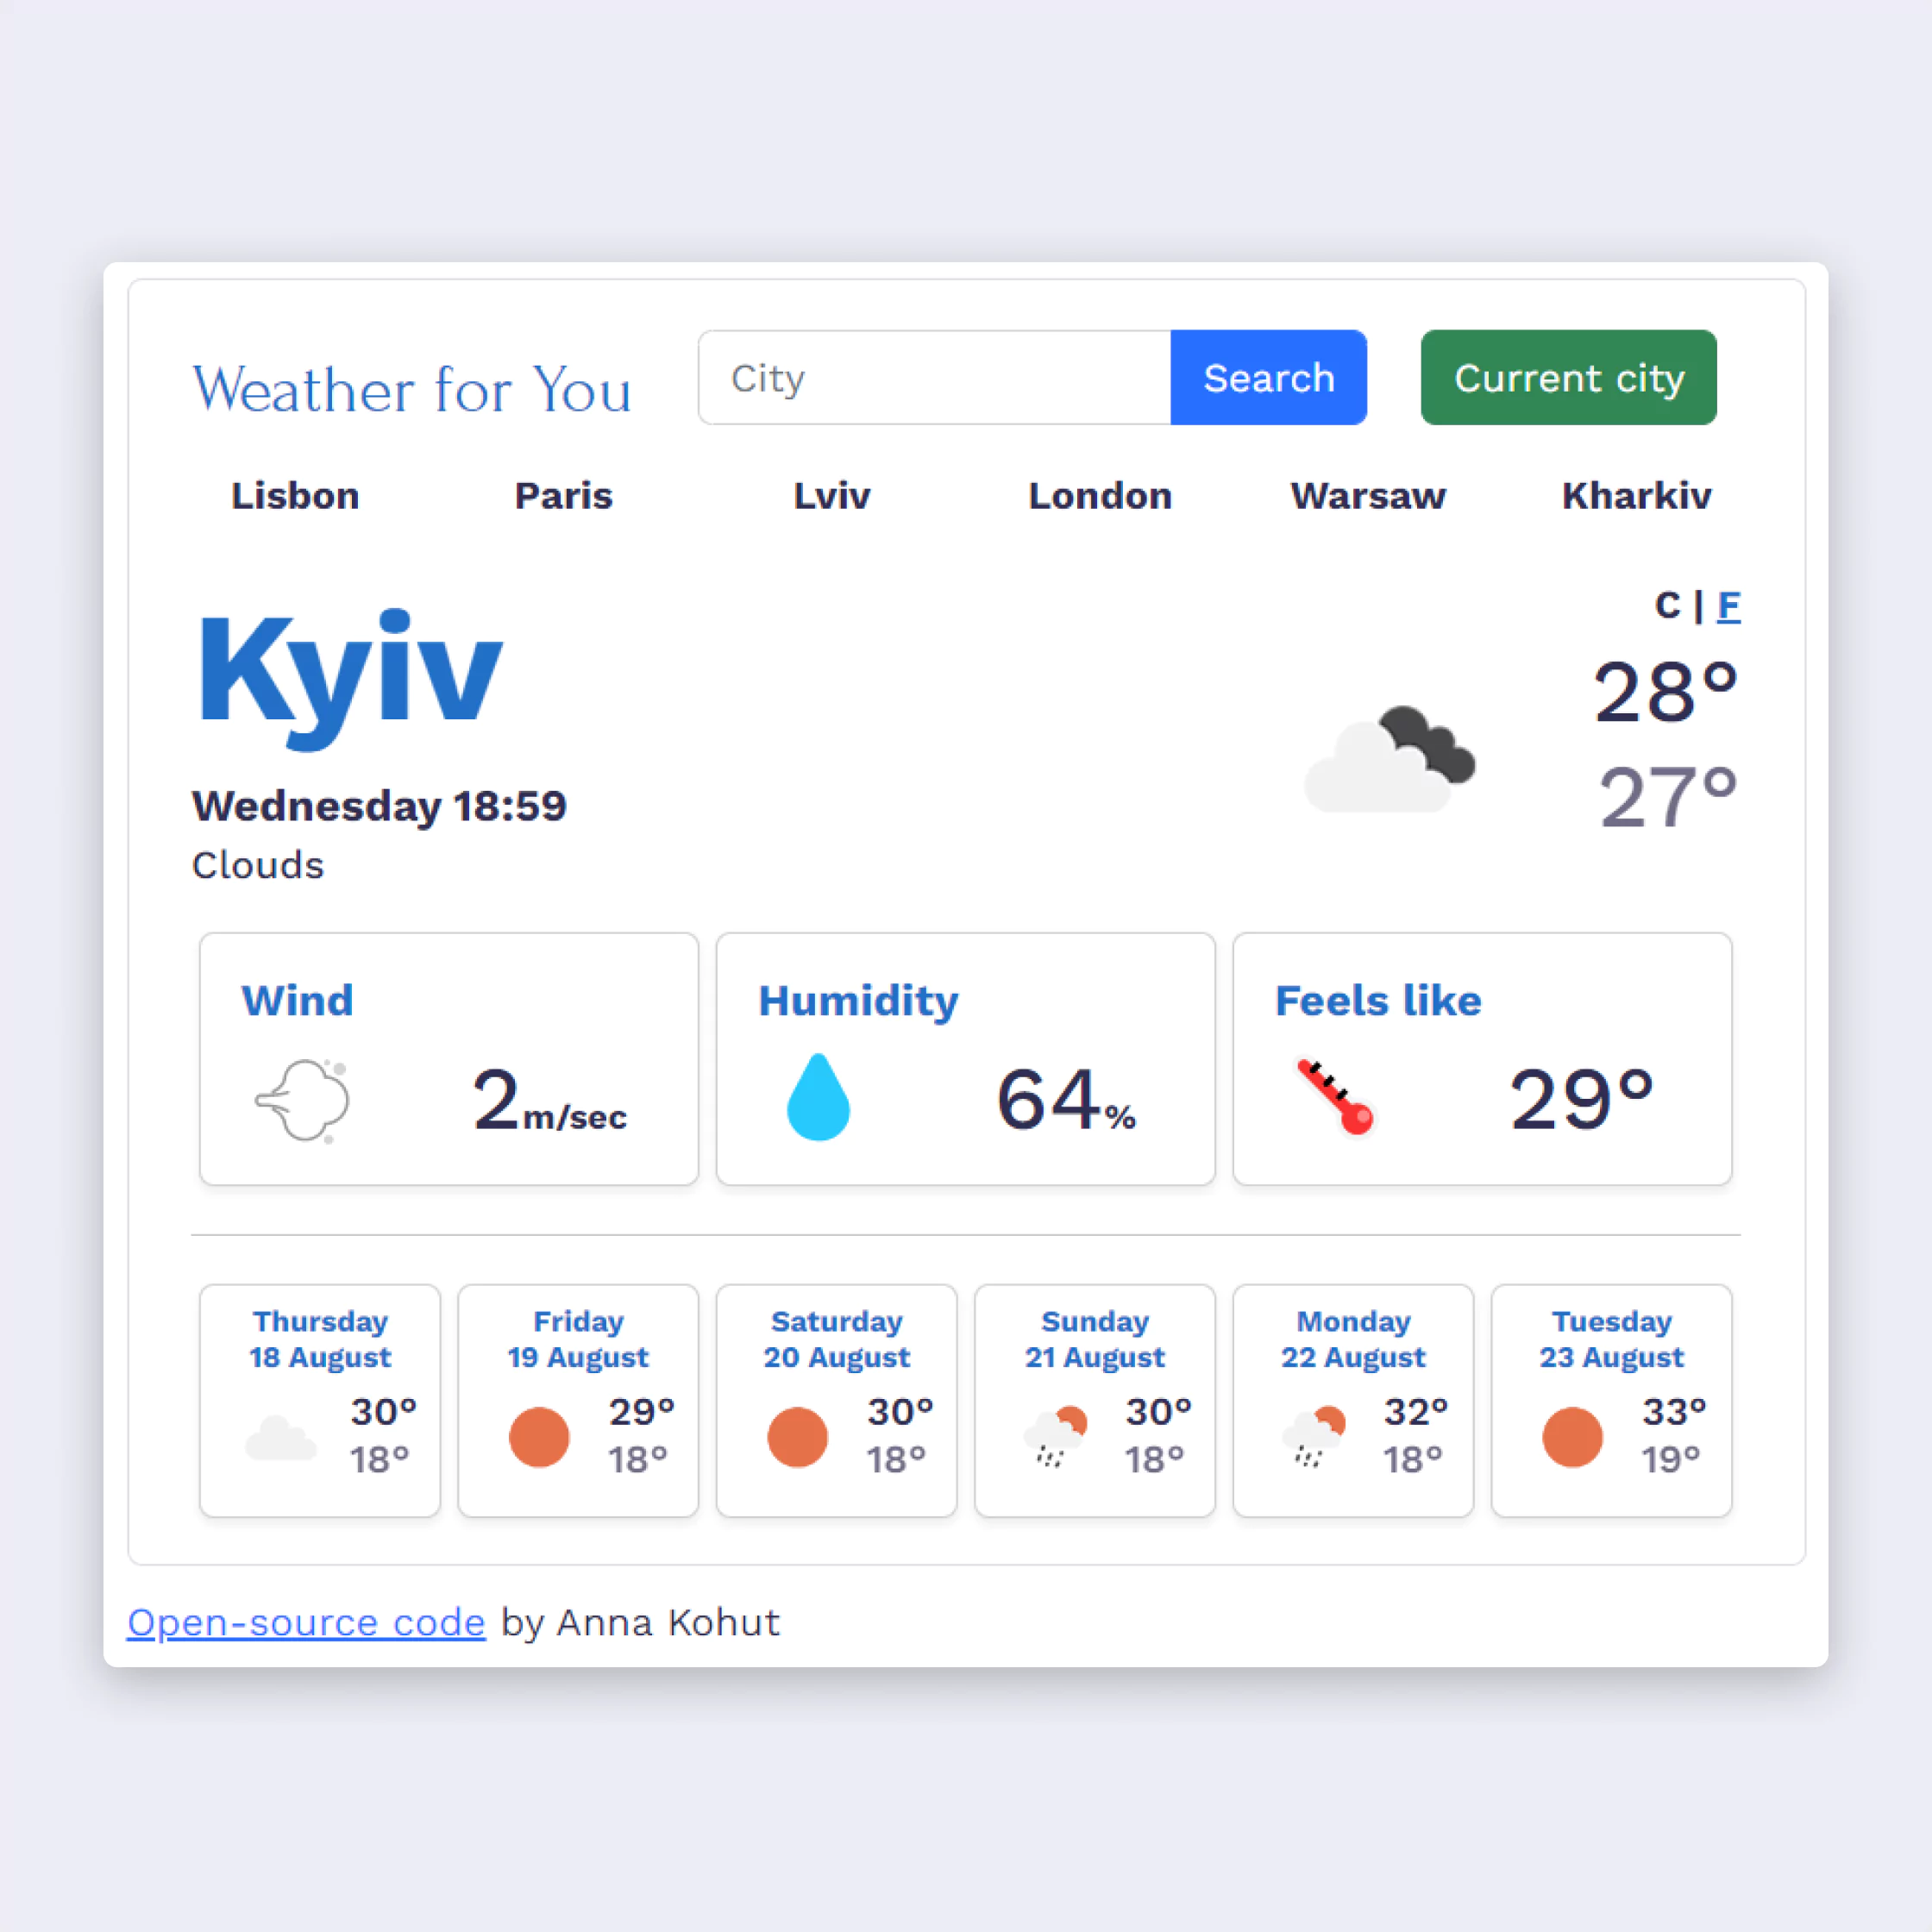 Weather for You
City
Search
Current city
Lisbon
Paris
Lviv
London
Warsaw
Kharkiv
Kyiv
C | F
28°
27°
Wednesday 18:59
Clouds
Wind
2m/sec
Humidity
64%
Feels like
29°
Thursday
18 August
30°
18°
Friday
19 August
29°
18°
Saturday
20 August
30°
18°
Sunday
21 August
30°
18°
Monday
22 August
32°
18°
Tuesday
23 August
33°
19°
Open-source code by Anna Kohut